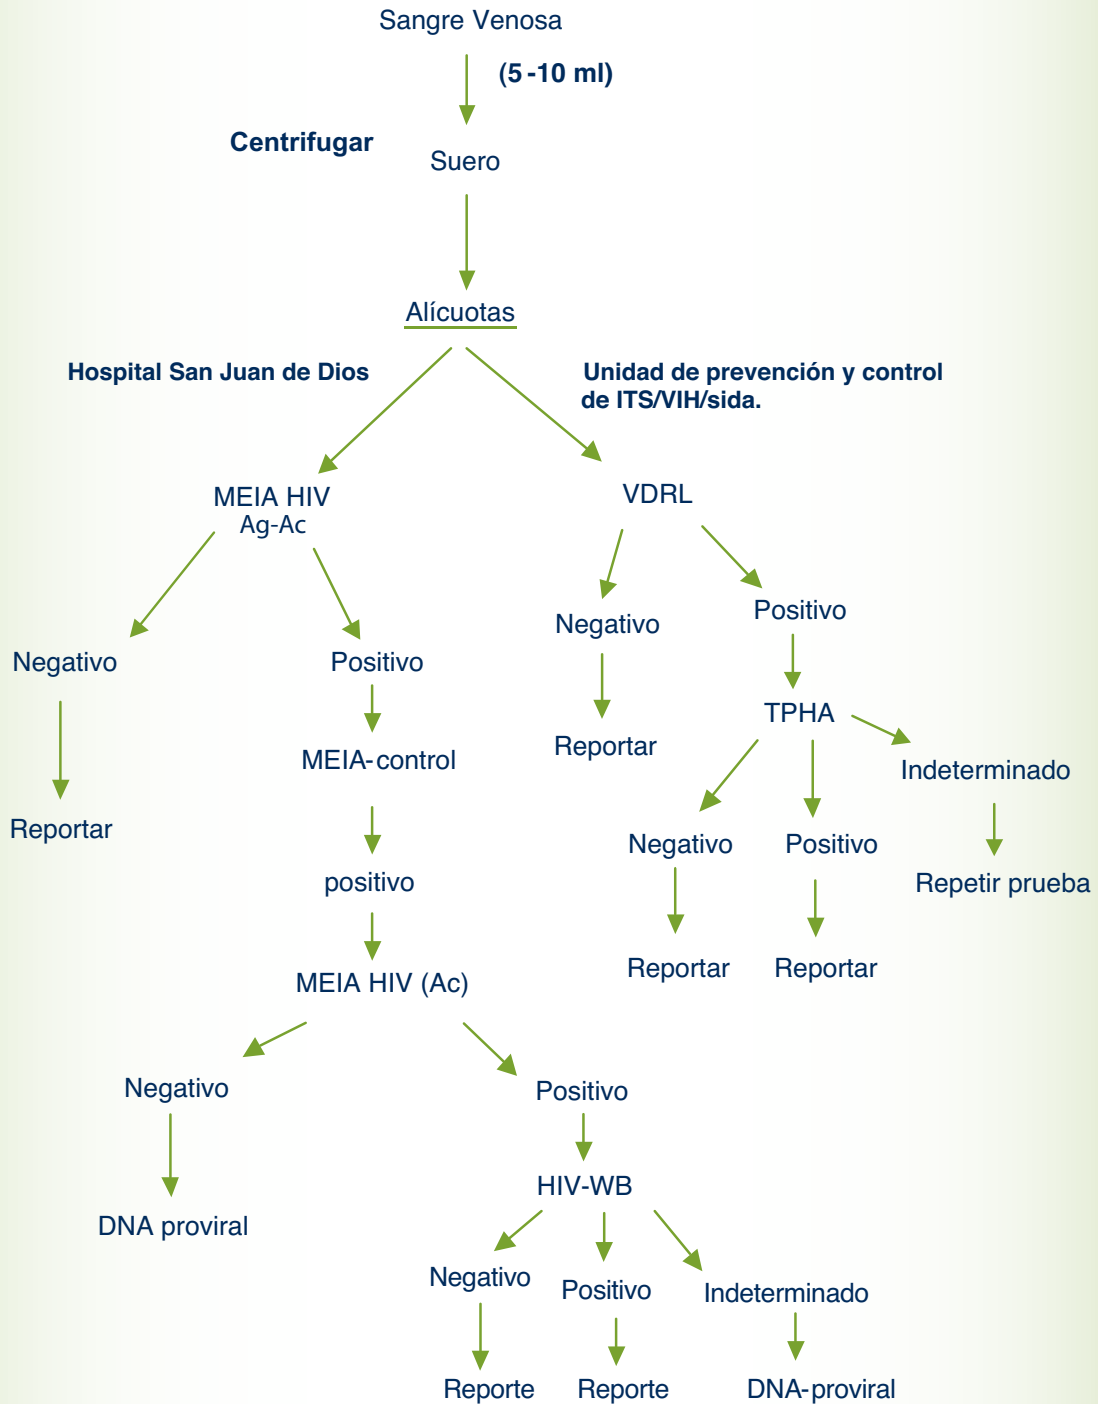 Sangre Venosa
(5-10 ml)
Centrifugar
Suero
Alícuotas
Hospital San Juan de Dios
Unidad de prevención y control
de ITS/VIH/sida.
MEIA HIV
Ag-Ac
VDRL
Negativo
Positivo
Negativo
Positivo
TPHA
Reportar
MEIA-control
Indeterminado
Reportar
Negativo
Positivo
positivo
Repetir prueba
Reportar
Reportar
MEIA HIV (Ac)
Negativo
Positivo
HIV-WB
DNA proviral
Negativo
Positivo
Indeterminado
Reporte
Reporte
DNA-proviral